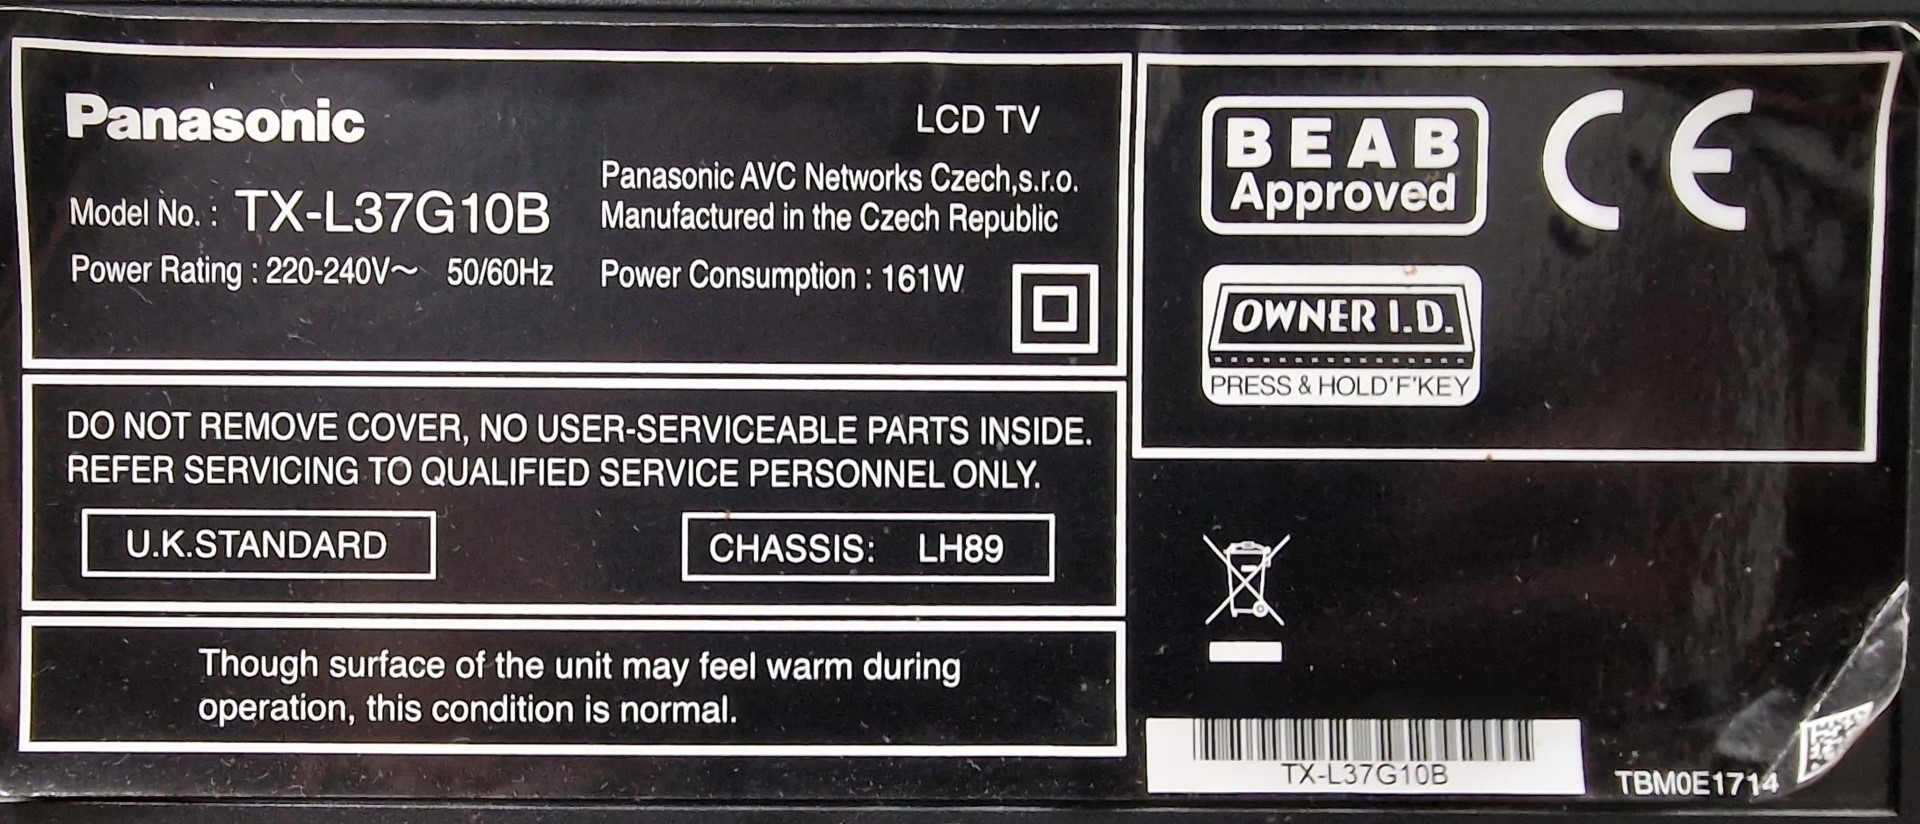 Panasonic
LCD TV
Model No. : TX-L37G10B
Panasonic AVC Networks Czech,s.r.o.
Manufactured in the Czech Republic
Power Rating : 220-240V~ 50/60Hz
Power Consumption : 161W
DO NOT REMOVE COVER, NO USER-SERVICEABLE PARTS INSIDE.
REFER SERVICING TO QUALIFIED SERVICE PERSONNEL ONLY.
U.K.STANDARD
CHASSIS: LH89
Though surface of the unit may feel warm during
operation, this condition is normal.
BEAB
Approved
CE
OWNER I.D.
PRESS & HOLD'F'KEY
TX-L37G10B
TBM0E1714